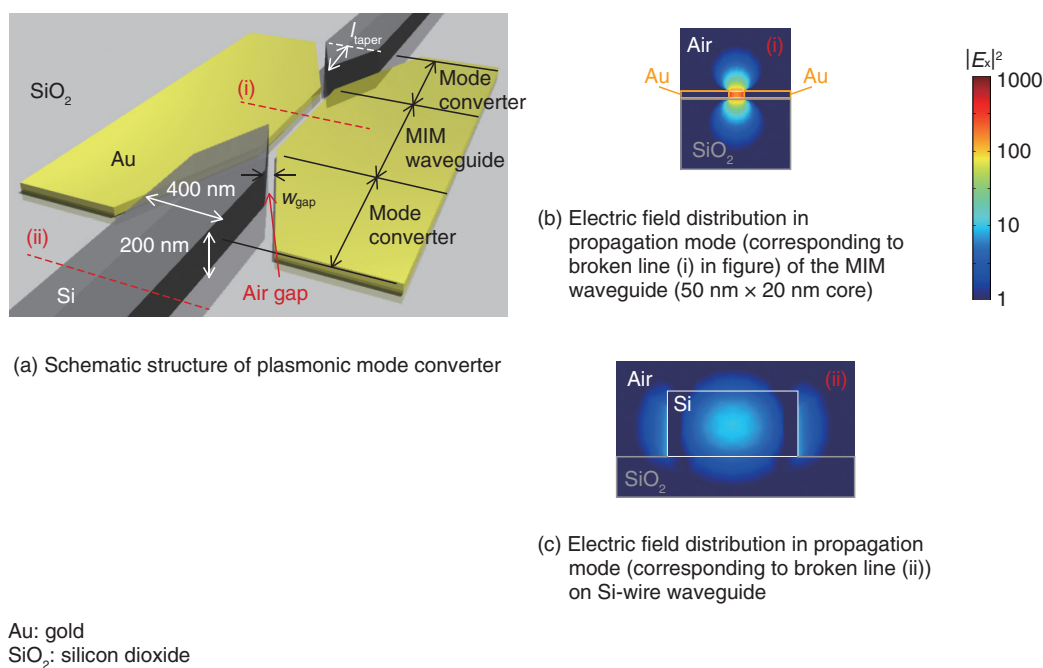 l taper
SiO2
(i)
Mode
converter
MIM
waveguide
Au
400 nm
wgap
Mode
converter
(ii)
200 nm
Si
Air gap
(a) Schematic structure of plasmonic mode converter
Air
(i)
Au
Au
SiO2
(b) Electric field distribution in
propagation mode (corresponding to
broken line (i) in figure) of the MIM
waveguide (50 nm × 20 nm core)
|Ex|²
1000
100
10
1
Air
(ii)
Si
SiO2
(c) Electric field distribution in propagation
mode (corresponding to broken line (ii))
on Si-wire waveguide
Au: gold
SiO2: silicon dioxide